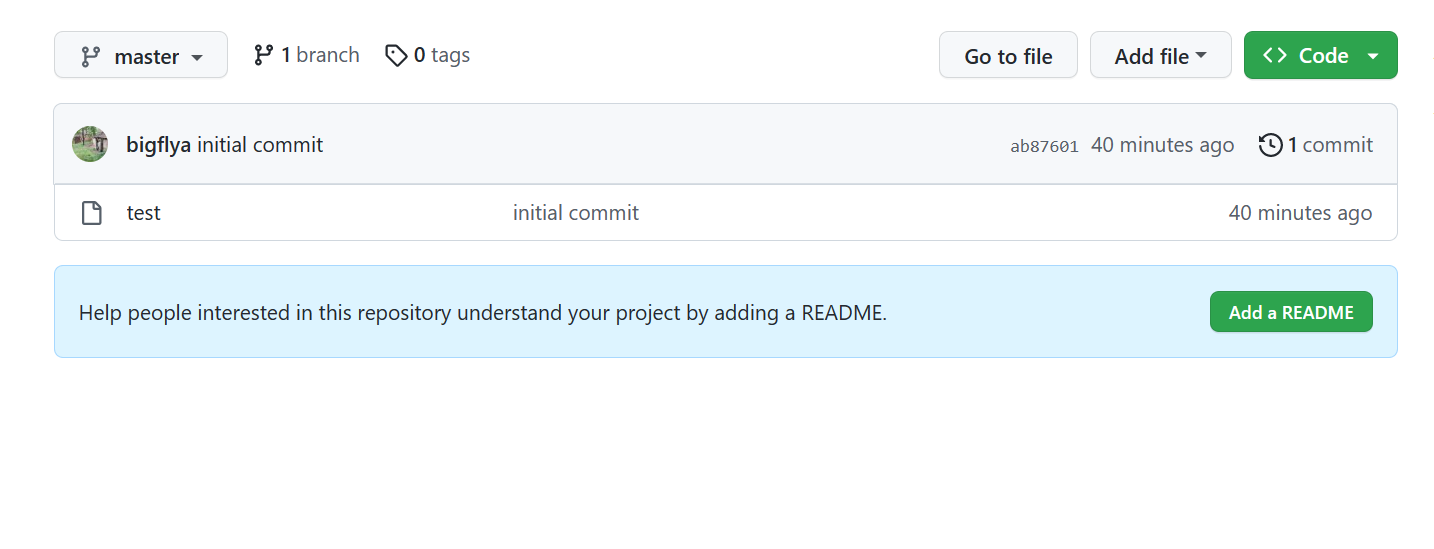 master 1 branch 0 tags Go to file Add file <> Code
bigflya initial commit ab87601 40 minutes ago 1 commit
test initial commit 40 minutes ago
Help people interested in this repository understand your project by adding a README. Add a README